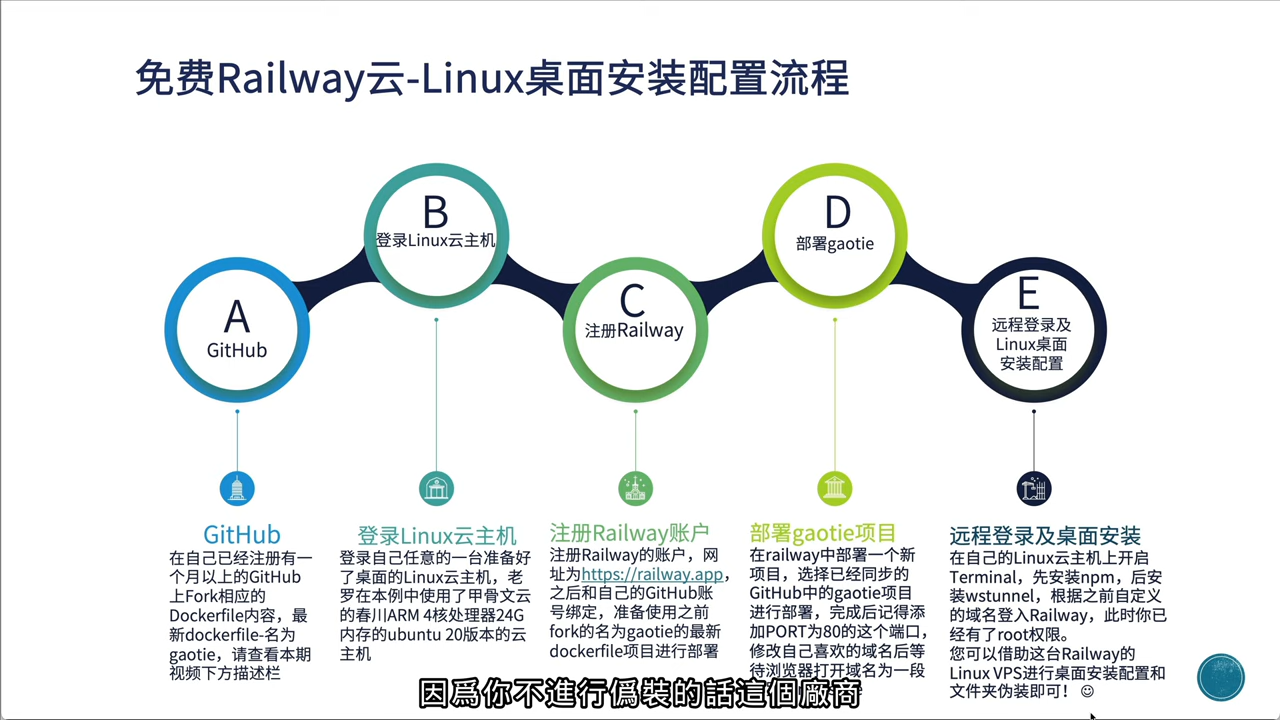 免费Railway云-Linux桌面安装配置流程
A
GitHub
B
登录Linux云主机
C
注册Railway
D
部署gaotie
E
远程登录及
Linux桌面
安装配置
GitHub
在自己已经注册有一
个月以上的GitHub
上Fork相应的
Dockerfile内容，最
新dockerfile-名为
gaotie，请查看本期
视频下方描述栏
登录Linux云主机
登录自己任意的一台准备好
了桌面的Linux云主机，老
罗在本例中使用了甲骨文云
的春川ARM 4核处理器24G
内存的ubuntu 20版本的云
主机
注册Railway账户
注册Railway的账户，网
址为https://railway.app，
之后和自己的GitHub账
号绑定，准备使用之前
fork的名为gaotie的最新
dockerfile项目进行部署
部署gaotie项目
在railway中部署一个新
项目，选择已经同步的
GitHub中的gaotie项目
进行部署，完成后记得添
加PORT为80的这个端口，
修改自己喜欢的域名后等
待浏览器打开域名为一段
远程登录及桌面安装
在自己的Linux云主机上开启
Terminal，先安装npm，后安
装wstunnel，根据之前自定义
的域名登入Railway，此时你已
经有了root权限。
您可以借助这台Railway的
Linux VPS进行桌面安装配置和
文件夹伪装即可！☺
因爲你不進行僞裝的話這個廠商